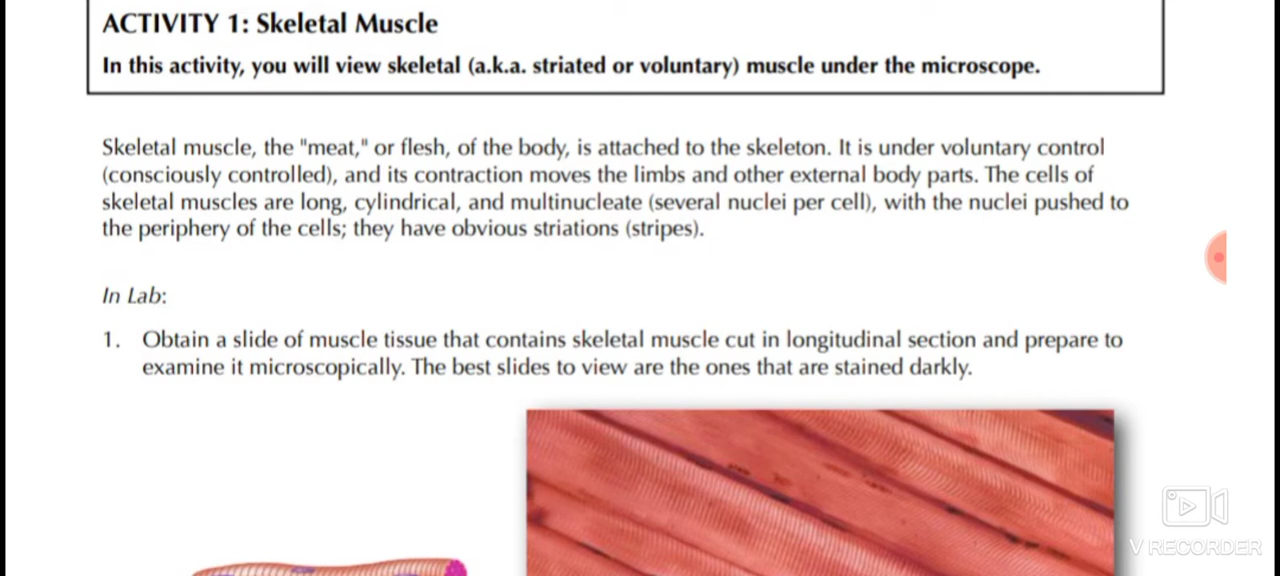 ACTIVITY 1: Skeletal Muscle
In this activity, you will view skeletal (a.k.a. striated or voluntary) muscle under the microscope.
Skeletal muscle, the "meat," or flesh, of the body, is attached to the skeleton. It is under voluntary control
(consciously controlled), and its contraction moves the limbs and other external body parts. The cells of
skeletal muscles are long, cylindrical, and multinucleate (several nuclei per cell), with the nuclei pushed to
the periphery of the cells; they have obvious striations (stripes).
In Lab:
1. Obtain a slide of muscle tissue that contains skeletal muscle cut in longitudinal section and prepare to
examine it microscopically. The best slides to view are the ones that are stained darkly.
V RECORDER